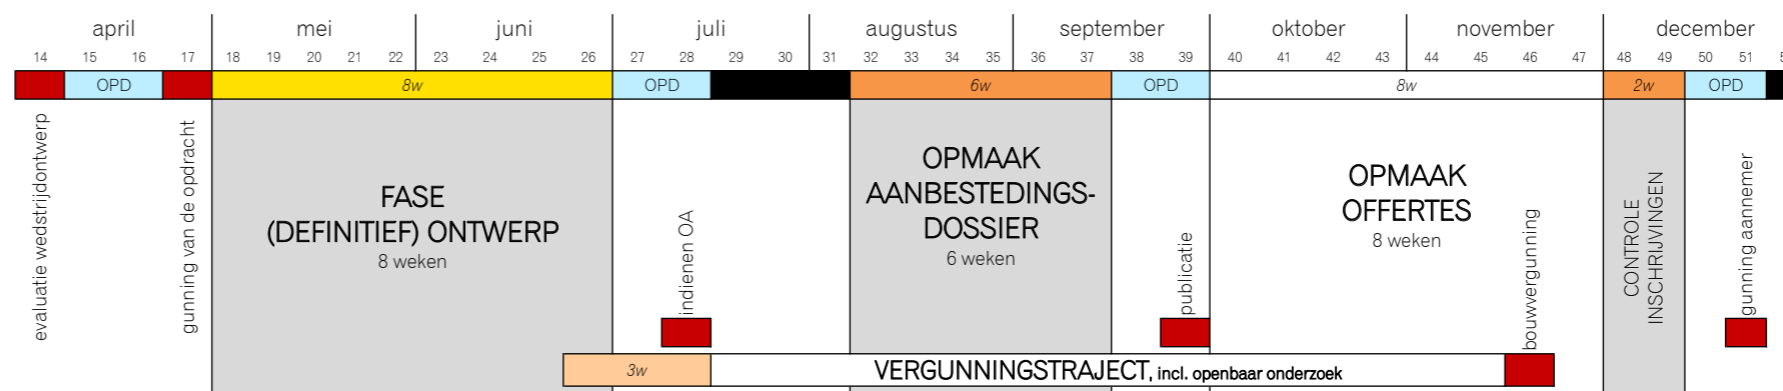 april mei juni juli augustus september oktober november december
14 15 16 17 18 19 20 21 22 23 24 25 26 27 28 29 30 31 32 33 34 35 36 37 38 39 40 41 42 43 44 45 46 47 48 49 50 51
OPD 8w OPD 6w OPD 8w 2w OPD
evaluatie wedstrijdontwerp
gunning van de opdracht
FASE
(DEFINITIEF) ONTWERP
8 weken
indienen OA
OPMAAK
AANBESTEDINGS-
DOSSIER
6 weken
publicatie
OPMAAK
OFFERTES
8 weken
bouwvergunning
CONTROLE
INSCHRIJVINGEN
gunning aannemer
3w
VERGUNNINGSTRAJECT, incl. openbaar onderzoek